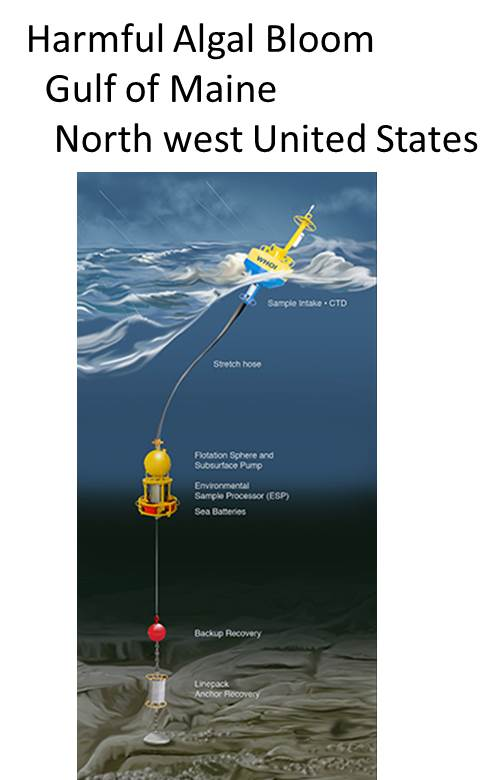 Harmful Algal Bloom
Gulf of Maine
North west United States
WHOI
Sample Intake • CTD
Stretch hose
Flotation Sphere and
Subsurface Pump
Environmental
Sample Processor (ESP)
Sea Batteries
Backup Recovery
Linepack
Anchor Recovery